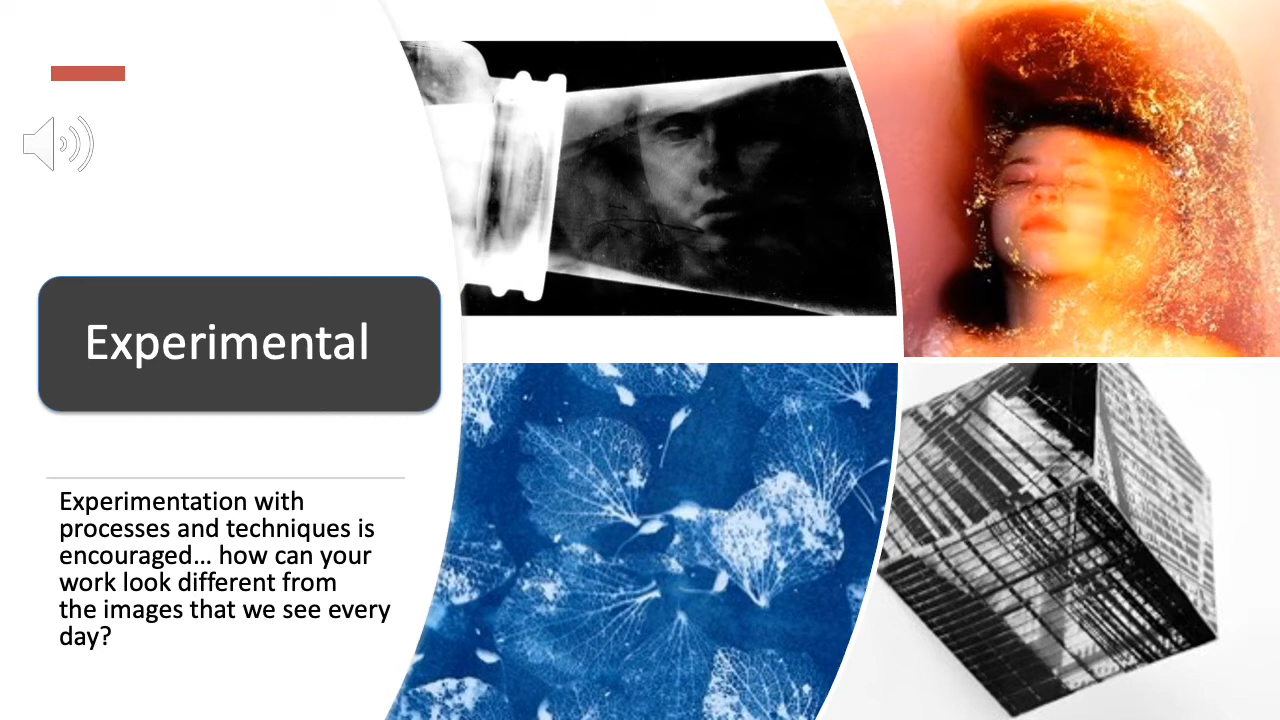 Experimental
Experimentation with
processes and techniques is
encouraged... how can your
work look different from
the images that we see every
day?